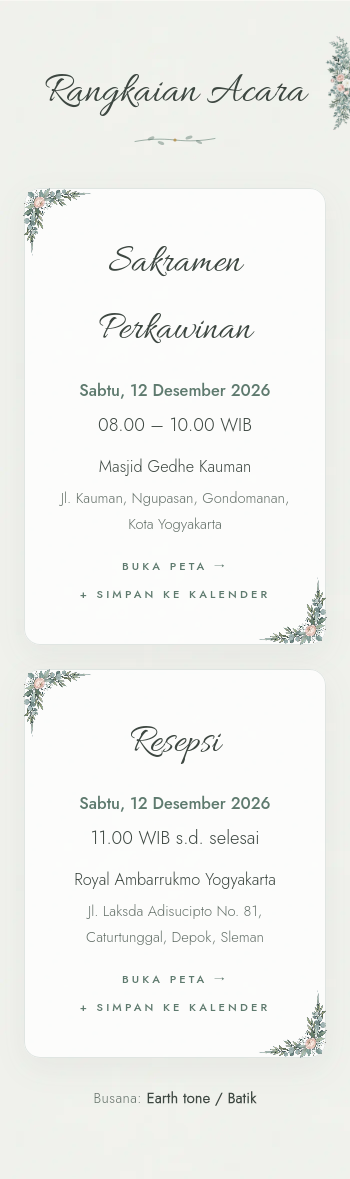 Rangkaian Acara
Sakramen
Perkawinan
Sabtu, 12 Desember 2026
08.00 – 10.00 WIB
Masjid Gedhe Kauman
Jl. Kauman, Ngupasan, Gondomanan,
Kota Yogyakarta
BUKA PETA →
+ SIMPAN KE KALENDER
Resepsi
Sabtu, 12 Desember 2026
11.00 WIB s.d. selesai
Royal Ambarrukmo Yogyakarta
Jl. Laksda Adisucipto No. 81,
Caturtunggal, Depok, Sleman
BUKA PETA →
+ SIMPAN KE KALENDER
Busana: Earth tone / Batik